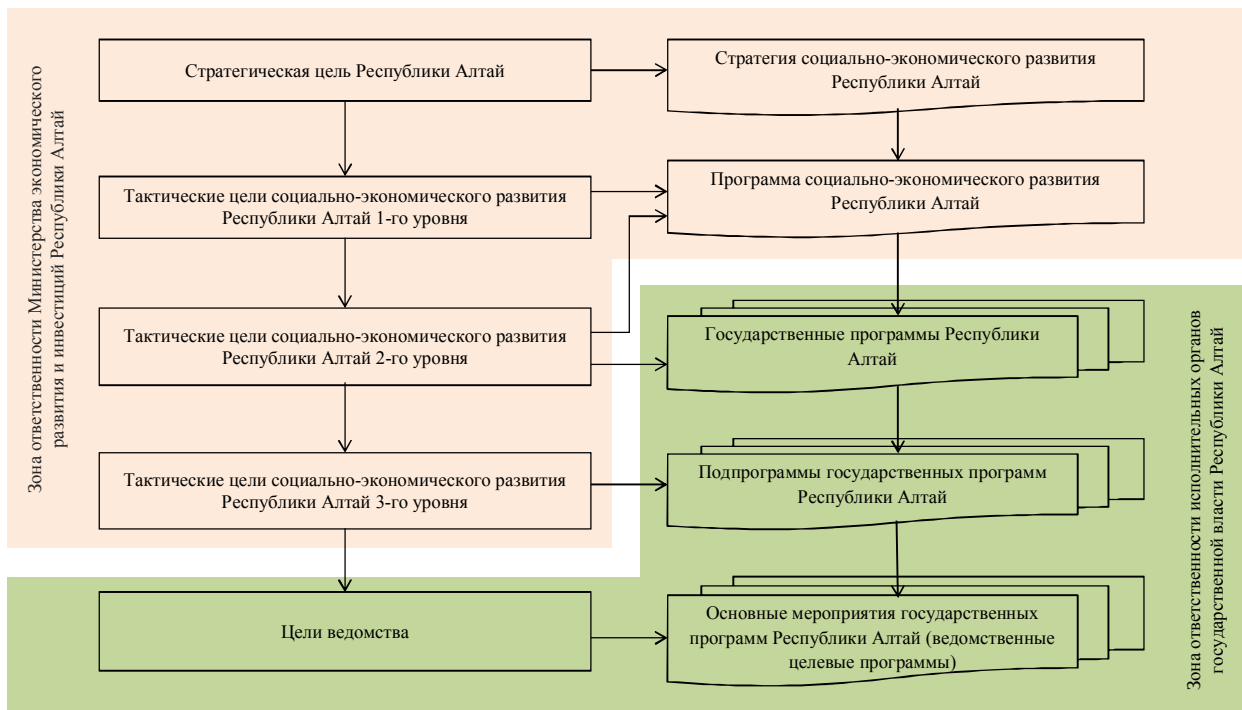 Зона ответственности Министерства экономического
развития и инвестиций Республики Алтай
Стратегическая цель Республики Алтай
Стратегия социально-экономического развития
Республики Алтай
Тактические цели социально-экономического развития
Республики Алтай 1-го уровня
Программа социально-экономического развития
Республики Алтай
Тактические цели социально-экономического развития
Республики Алтай 2-го уровня
Государственные программы Республики
Алтай
Тактические цели социально-экономического развития
Республики Алтай 3-го уровня
Подпрограммы государственных программ
Республики Алтай
Цели ведомства
Основные мероприятия государственных
программ Республики Алтай (ведомственные
целевые программы)
Зона ответственности исполнительных органов
государственной власти Республики Алтай